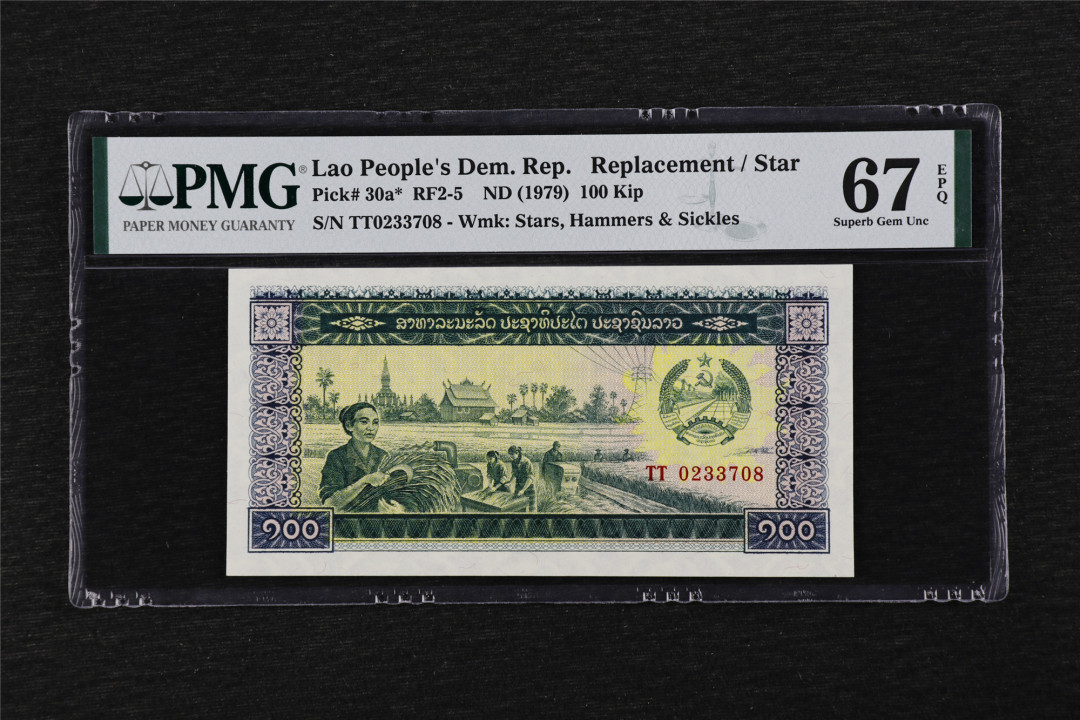 PMG®
PAPER MONEY GUARANTY
Lao People's Dem. Rep. Replacement / Star
Pick# 30a* RF2-5 ND (1979) 100 Kip
S/N TT0233708 - Wmk: Stars, Hammers & Sickles
67
EPQ
Superb Gem Unc
ສາທາລະນະລັດ ປະຊາທິປະໄຕ ປະຊາຊົນລາວ
TT 0233708
໑໐໐
໑໐໐